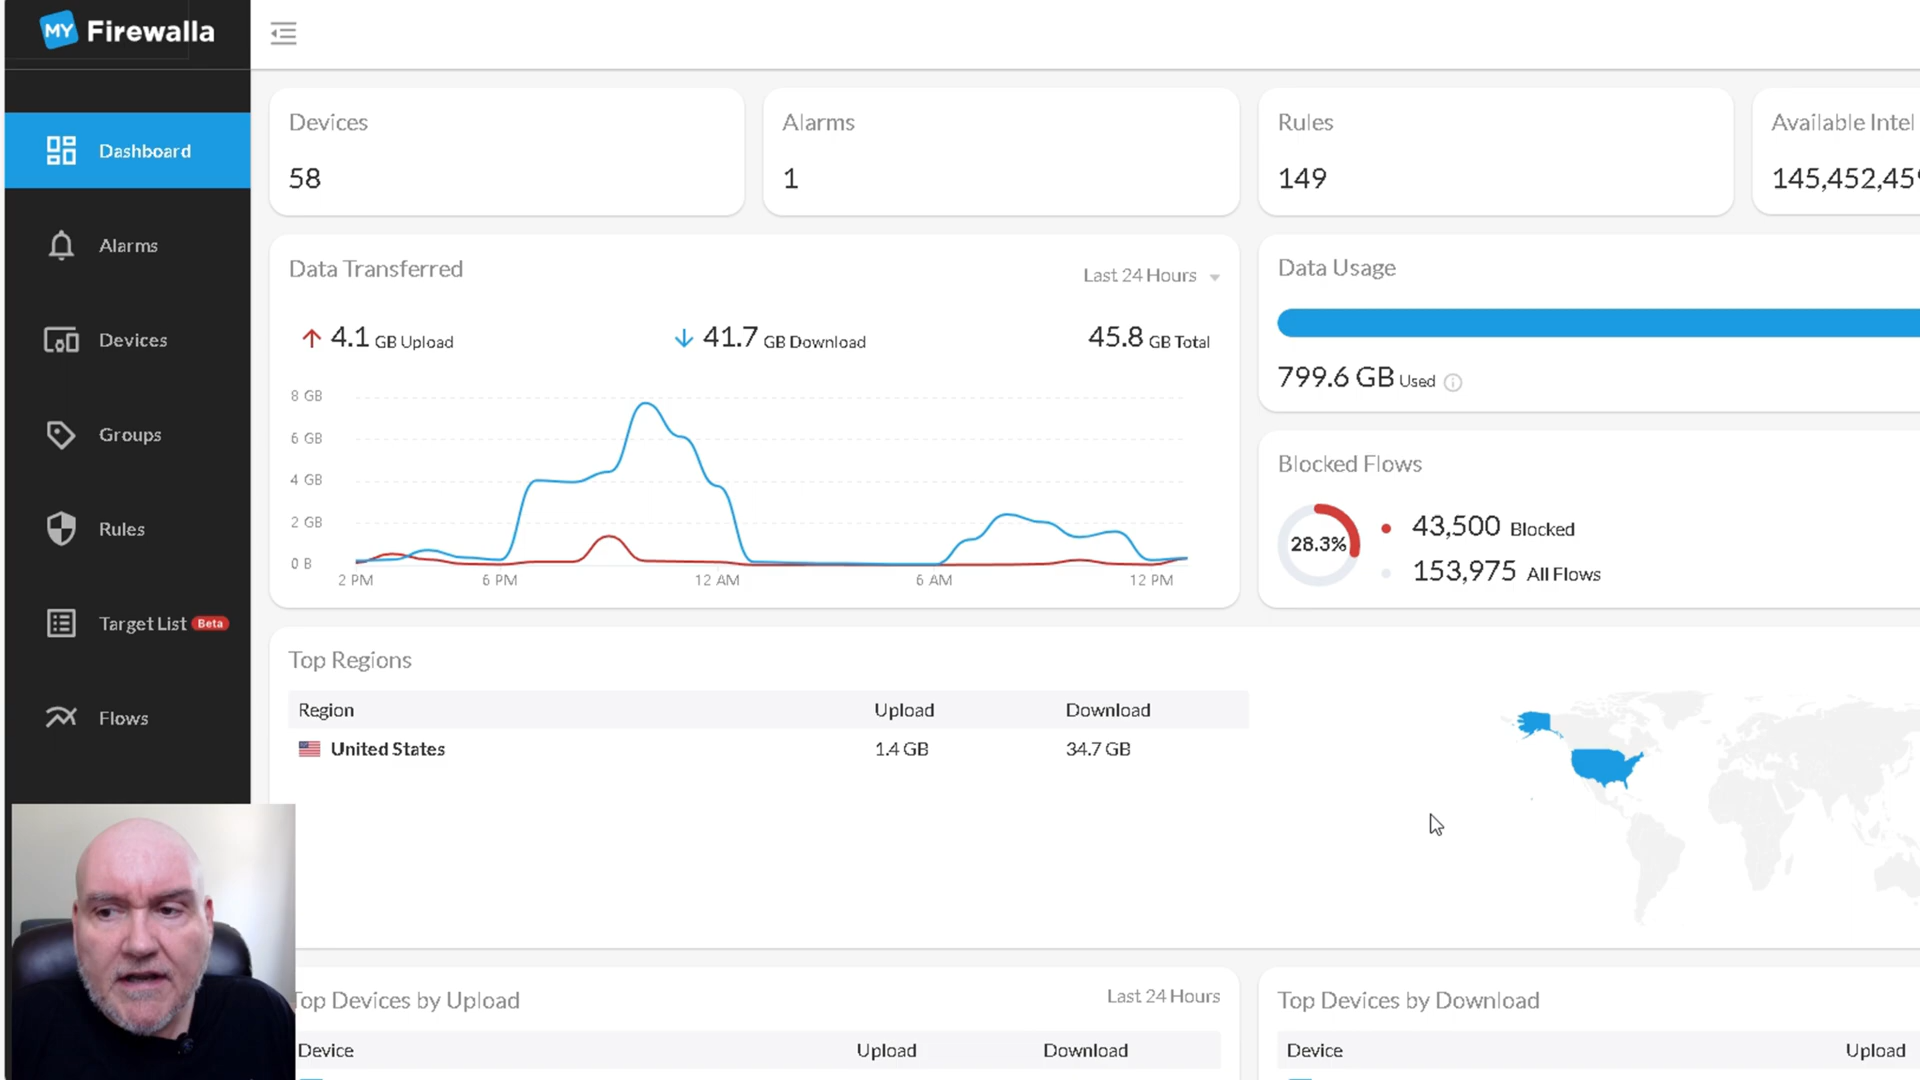 MY Firewalla
Dashboard
Alarms
Devices
Groups
Rules
Target List Beta
Flows
Devices
58
Alarms
1
Rules
149
Available Intel
145,452,459
Data Transferred
Last 24 Hours
4.1 GB Upload
41.7 GB Download
45.8 GB Total
8 GB
6 GB
4 GB
2 GB
0 B
2 PM
6 PM
12 AM
6 AM
12 PM
Data Usage
799.6 GB Used
Blocked Flows
28.3%
43,500 Blocked
153,975 All Flows
Top Regions
Region Upload Download
United States 1.4 GB 34.7 GB
Top Devices by Upload
Last 24 Hours
Device Upload Download
Top Devices by Download
Device Upload